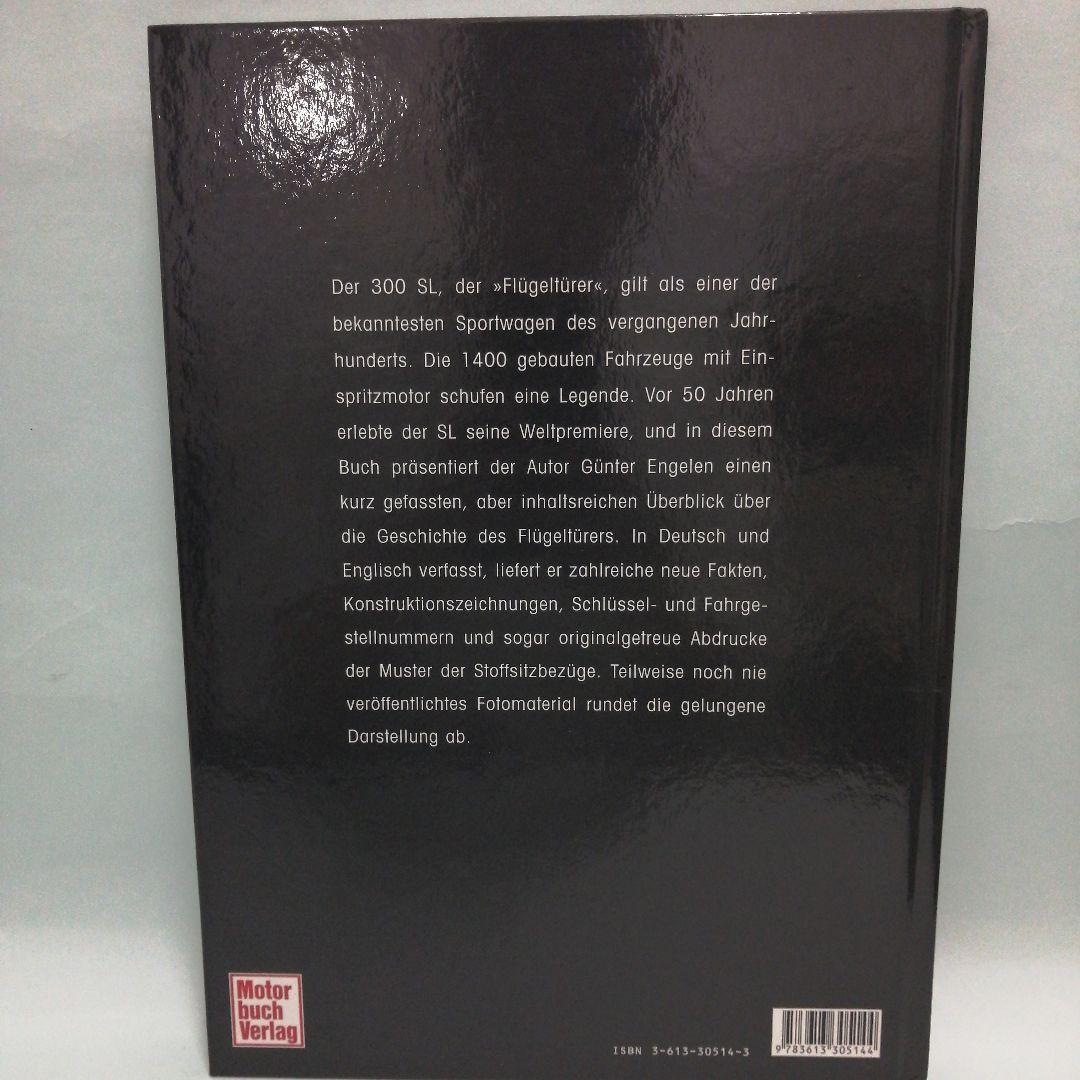 Der 300 SL, der »Flügeltürer«, gilt als einer der
bekanntesten Sportwagen des vergangenen Jahr-
hunderts. Die 1400 gebauten Fahrzeuge mit Ein-
spritzmotor schufen eine Legende. Vor 50 Jahren
erlebte der SL seine Weltpremiere, und in diesem
Buch präsentiert der Autor Günter Engelen einen
kurz gefassten, aber inhaltsreichen Überblick über
die Geschichte des Flügeltürers. In Deutsch und
Englisch verfasst, liefert er zahlreiche neue Fakten,
Konstruktionszeichnungen, Schlüssel- und Fahrge-
stellnummern und sogar originalgetreue Abdrucke
der Muster der Stoffsitzbezüge. Teilweise noch nie
veröffentlichtes Fotomaterial rundet die gelungene
Darstellung ab.
Motor
buch
Verlag
ISBN 3-613-30514-3
9 783613 305144